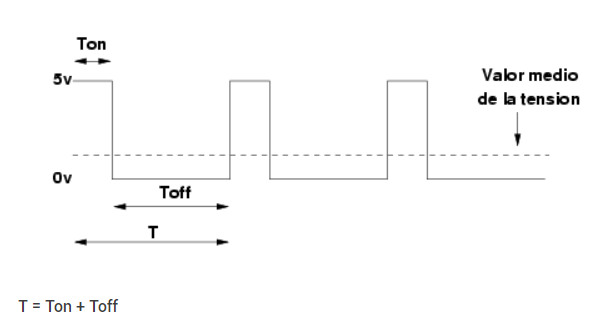 Ton
5v
Valor medio
de la tension
0v
Toff
T
T = Ton + Toff